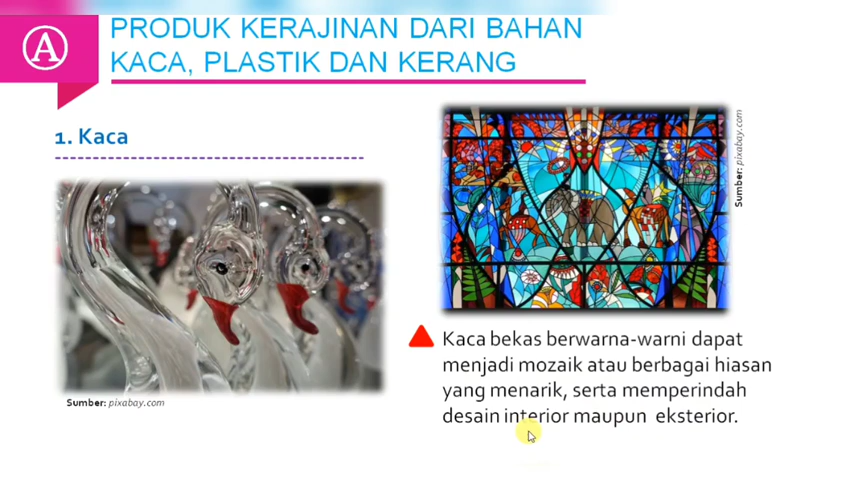 A
PRODUK KERAJINAN DARI BAHAN
KACA, PLASTIK DAN KERANG
1. Kaca
Sumber: pixabay.com
Sumber: pixabay.com
Kaca bekas berwarna-warni dapat
menjadi mozaik atau berbagai hiasan
yang menarik, serta memperindah
desain interior maupun eksterior.